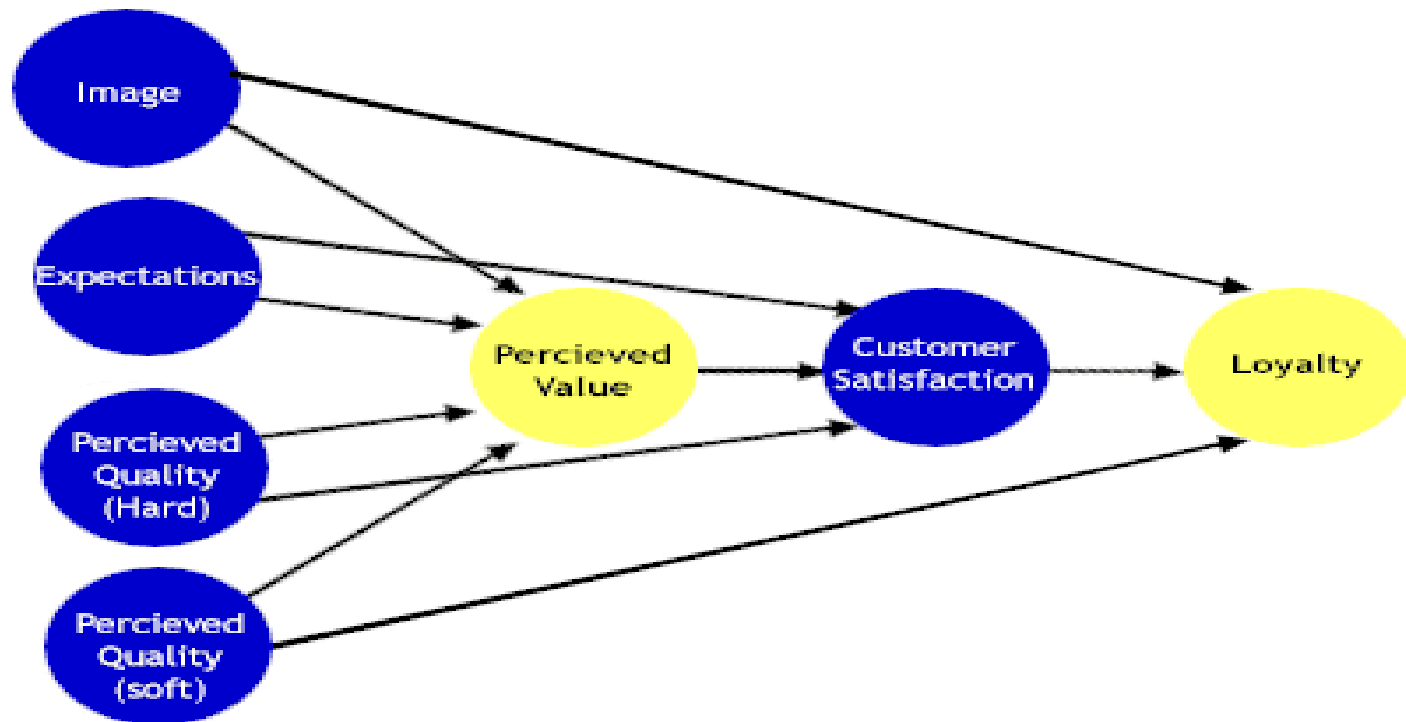 Image
Expectations
Percieved
Quality
(Hard)
Percieved
Quality
(soft)
Percieved
Value
Customer
Satisfaction
Loyalty